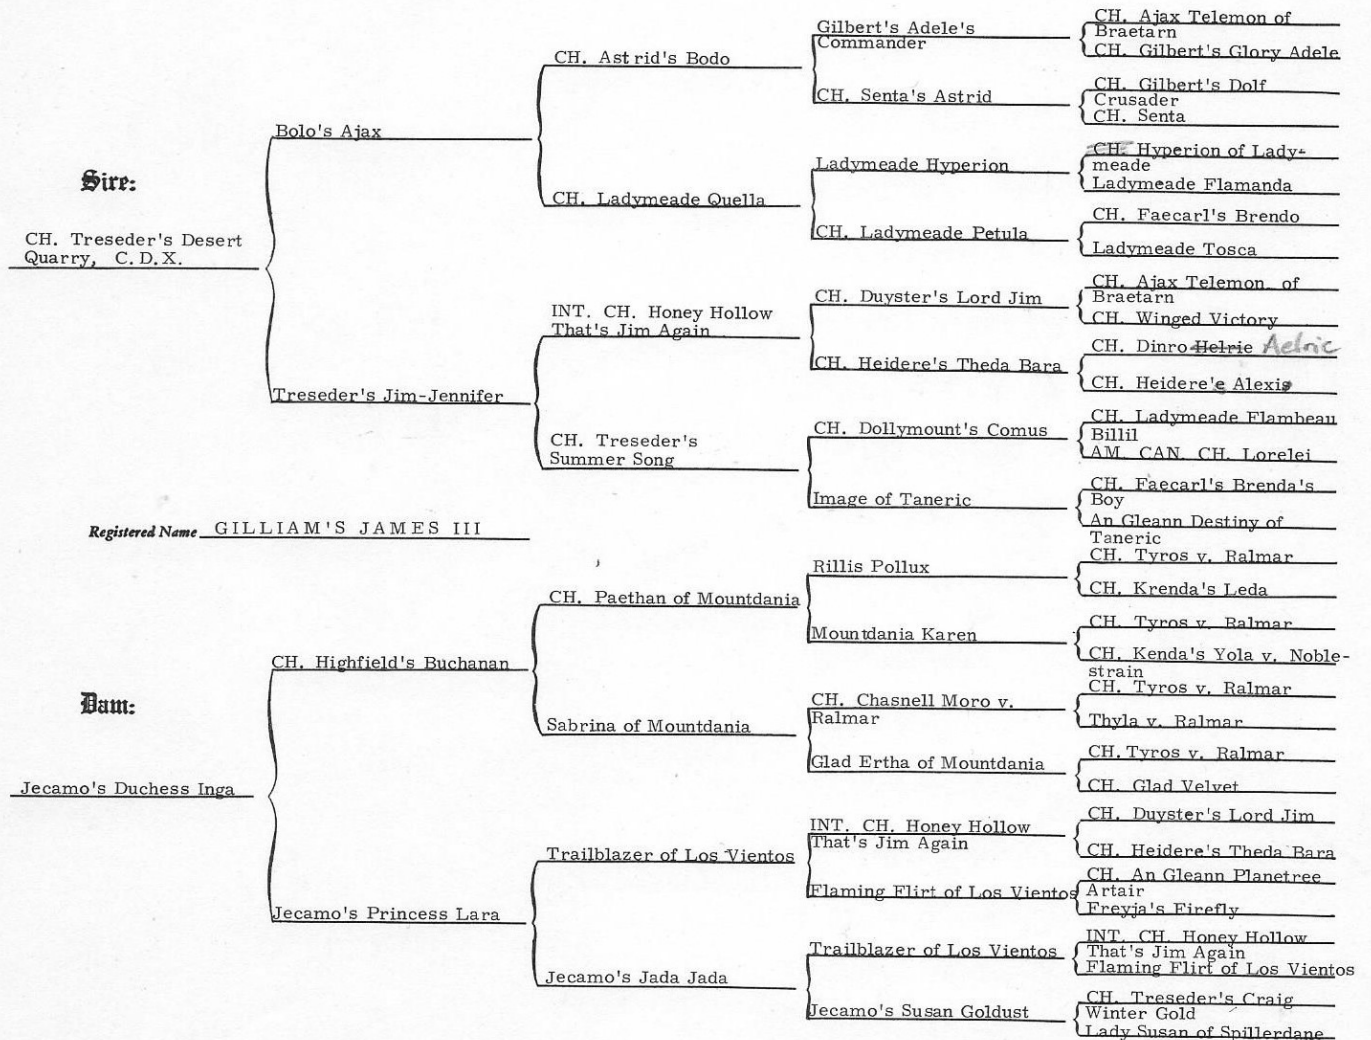 Sire:
CH. Treseder's Desert
Quarry, C.D.X.
Bolo's Ajax
Treseder's Jim-Jennifer
CH. Astrid's Bodo
CH. Ladymeade Quella
INT. CH. Honey Hollow
That's Jim Again
CH. Treseder's
Summer Song
Gilbert's Adele's
Commander
CH. Senta's Astrid
Ladymeade Hyperion
CH. Ladymeade Petula
CH. Duyster's Lord Jim
CH. Heidere's Theda Bara
CH. Dollymount's Comus
Image of Taneric
CH. Ajax Telemon of
Braetarn
CH. Gilbert's Glory Adele
CH. Gilbert's Dolf
Crusader
CH. Senta
CH. Hyperion of Lady-
meade
Ladymeade Flamanda
CH. Faecarl's Brendo
Ladymeade Tosca
CH. Ajax Telemon of
Braetarn
CH. Winged Victory
CH. Dinro Helrie Aelric
CH. Heidere's Alexis
CH. Ladymeade Flambeau
Billil
AM. CAN. CH. Lorelei
CH. Faecarl's Brenda's
Boy
An Gleann Destiny of
Taneric
Registered Name GILLIAM'S JAMES III
Dam:
Jecamo's Duchess Inga
CH. Highfield's Buchanan
Jecamo's Princess Lara
CH. Paethan of Mountdania
Sabrina of Mountdania
Trailblazer of Los Vientos
Jecamo's Jada Jada
Rillis Pollux
Mountdania Karen
CH. Chasnell Moro v.
Ralmar
Glad Ertha of Mountdania
INT. CH. Honey Hollow
That's Jim Again
Flaming Flirt of Los Vientos
Trailblazer of Los Vientos
Jecamo's Susan Goldust
CH. Tyros v. Ralmar
CH. Krenda's Leda
CH. Tyros v. Ralmar
CH. Kenda's Yola v. Noble-
strain
CH. Tyros v. Ralmar
Thyla v. Ralmar
CH. Tyros v. Ralmar
CH. Glad Velvet
CH. Duyster's Lord Jim
CH. Heidere's Theda Bara
CH. An Gleann Planetree
Artair
Freyja's Firefly
INT. CH. Honey Hollow
That's Jim Again
Flaming Flirt of Los Vientos
CH. Treseder's Craig
Winter Gold
Lady Susan of Spillerdane